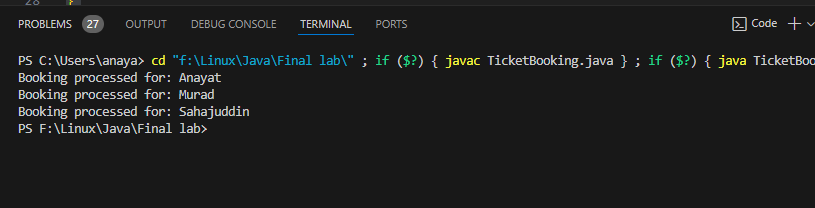 28 }
PROBLEMS 27 OUTPUT DEBUG CONSOLE TERMINAL PORTS
Code
PS C:\Users\anaya> cd "f:\Linux\Java\Final lab\" ; if ($?) { javac TicketBooking.java } ; if ($?) { java TicketBoo
Booking processed for: Anayat
Booking processed for: Murad
Booking processed for: Sahajuddin
PS F:\Linux\Java\Final lab>